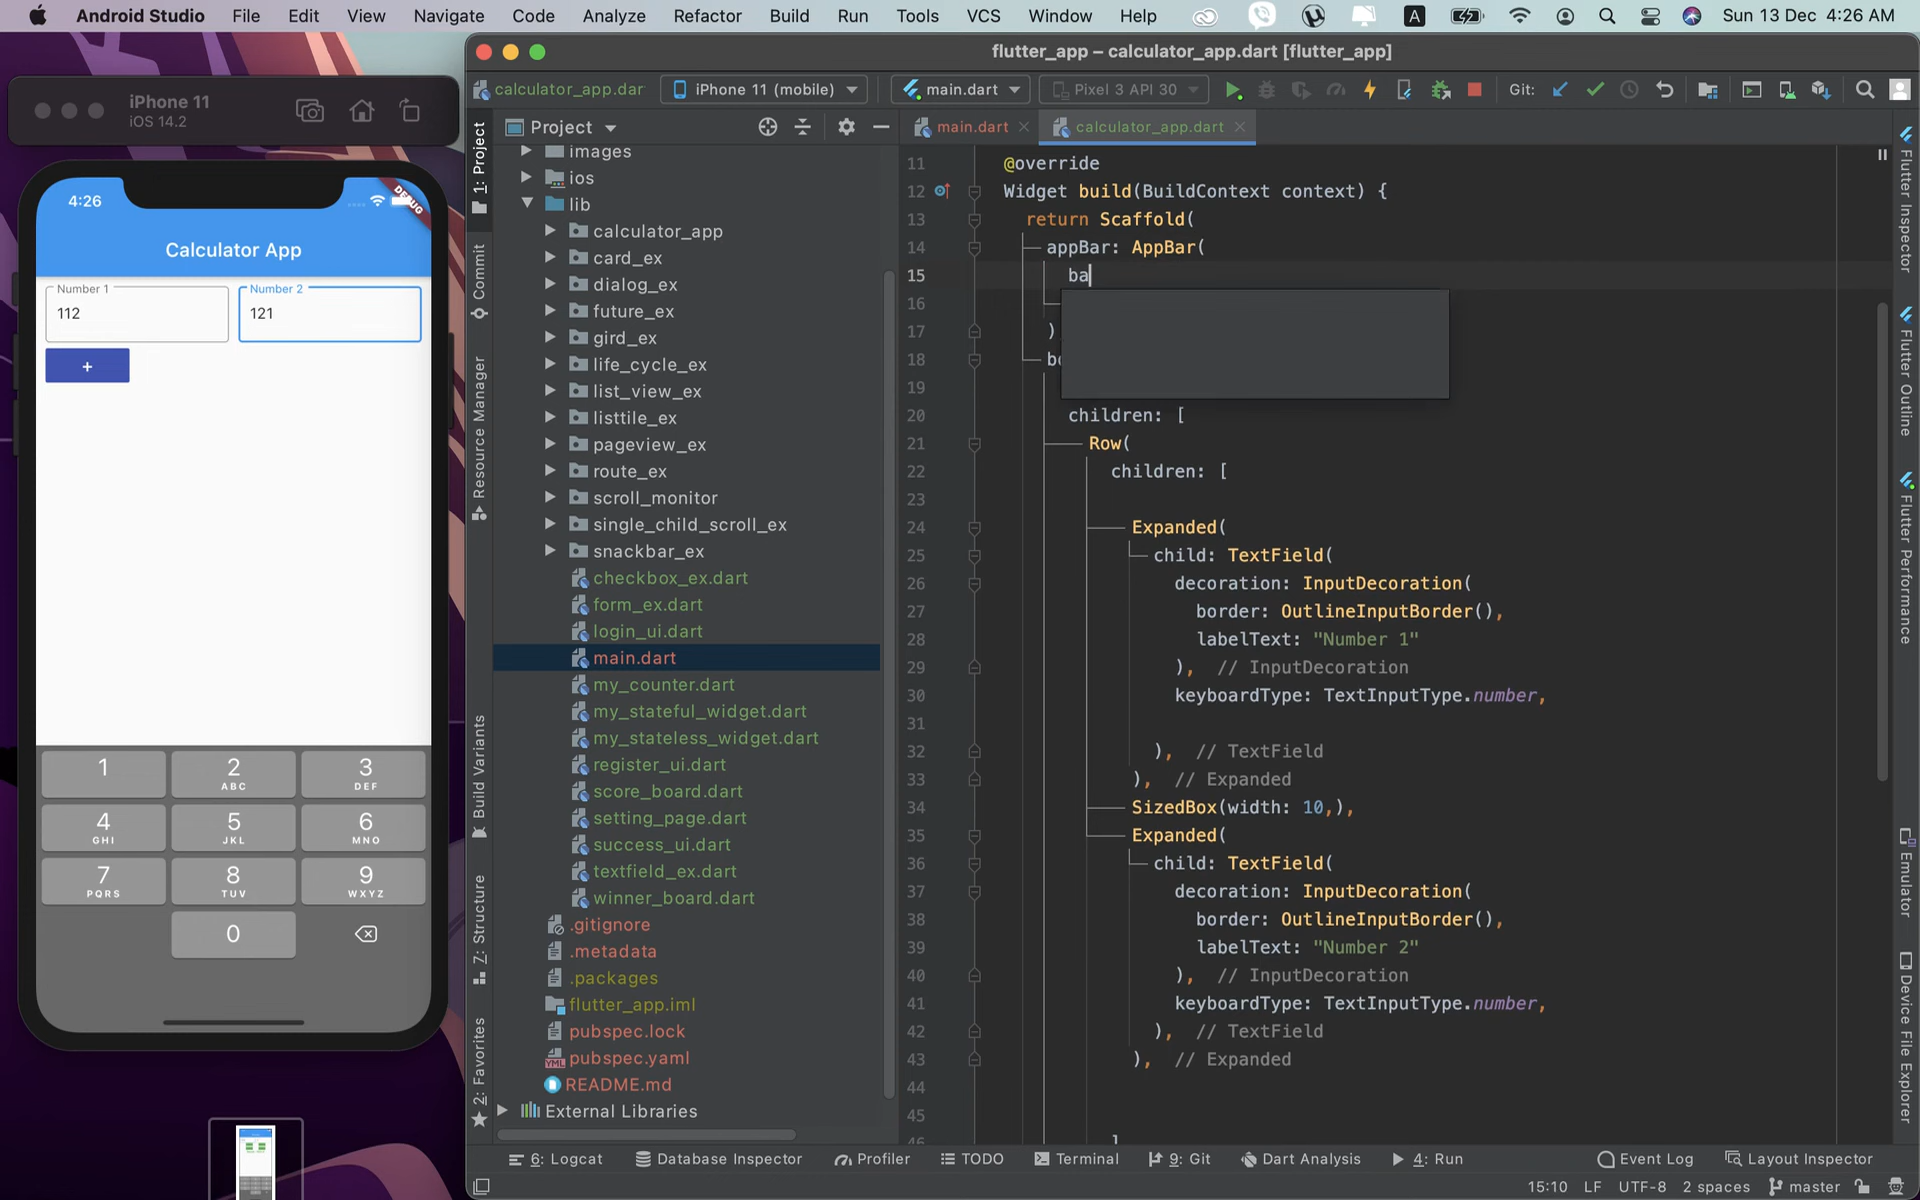 Android Studio File Edit View Navigate Code Analyze Refactor Build Run Tools VCS Window Help A Sun 13 Dec 4:26 AM
iPhone 11
iOS 14.2
4:26
DEBUG
Calculator App
Number 1
112
Number 2
121
+
1
2
ABC
3
DEF
4
GHI
5
JKL
6
MNO
7
PQRS
8
TUV
9
WXYZ
0
flutter_app – calculator_app.dart [flutter_app]
calculator_app.dar iPhone 11 (mobile) main.dart Pixel 3 API 30 Git:
1: Project
Commit
Resource Manager
Build Variants
7: Structure
2: Favorites
Project
images
ios
lib
calculator_app
card_ex
dialog_ex
future_ex
gird_ex
life_cycle_ex
list_view_ex
listtile_ex
pageview_ex
route_ex
scroll_monitor
single_child_scroll_ex
snackbar_ex
checkbox_ex.dart
form_ex.dart
login_ui.dart
main.dart
my_counter.dart
my_stateful_widget.dart
my_stateless_widget.dart
register_ui.dart
score_board.dart
setting_page.dart
success_ui.dart
textfield_ex.dart
winner_board.dart
.gitignore
.metadata
.packages
flutter_app.iml
pubspec.lock
pubspec.yaml
README.md
External Libraries
main.dart calculator_app.dart
11 @override
12 Widget build(BuildContext context) {
13 return Scaffold(
14 appBar: AppBar(
15 ba
16
17 )
18 bo
19
20 children: [
21 Row(
22 children: [
23
24 Expanded(
25 child: TextField(
26 decoration: InputDecoration(
27 border: OutlineInputBorder(),
28 labelText: "Number 1"
29 ), // InputDecoration
30 keyboardType: TextInputType.number,
31
32 ), // TextField
33 ), // Expanded
34 SizedBox(width: 10,),
35 Expanded(
36 child: TextField(
37 decoration: InputDecoration(
38 border: OutlineInputBorder(),
39 labelText: "Number 2"
40 ), // InputDecoration
41 keyboardType: TextInputType.number,
42 ), // TextField
43 ), // Expanded
44
45
46 ]
Flutter Inspector
Flutter Outline
Flutter Performance
Emulator
Device File Explorer
6: Logcat Database Inspector Profiler TODO Terminal 9: Git Dart Analysis 4: Run Event Log Layout Inspector
15:10 LF UTF-8 2 spaces master